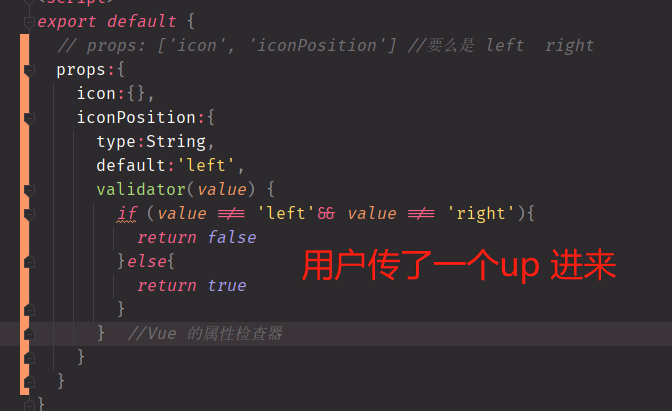 <script>
export default {
// props: ['icon', 'iconPosition'] //要么是 left  right
props:{
icon:{},
iconPosition:{
type:String,
default:'left',
validator(value) {
if (value !== 'left'&& value !== 'right'){
return false
}else{
用户传了一个up 进来
return true
}
} //Vue 的属性检查器
}
}
}